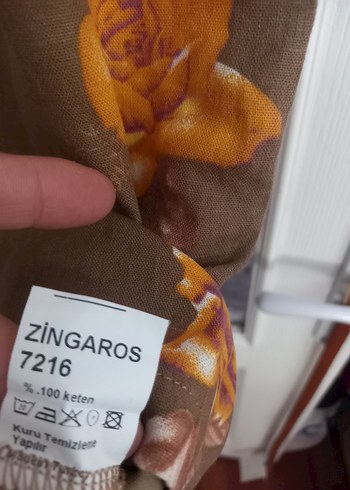 ZİNGAROS
7216
%.100 keten
Kuru Temizleme
Yapılır